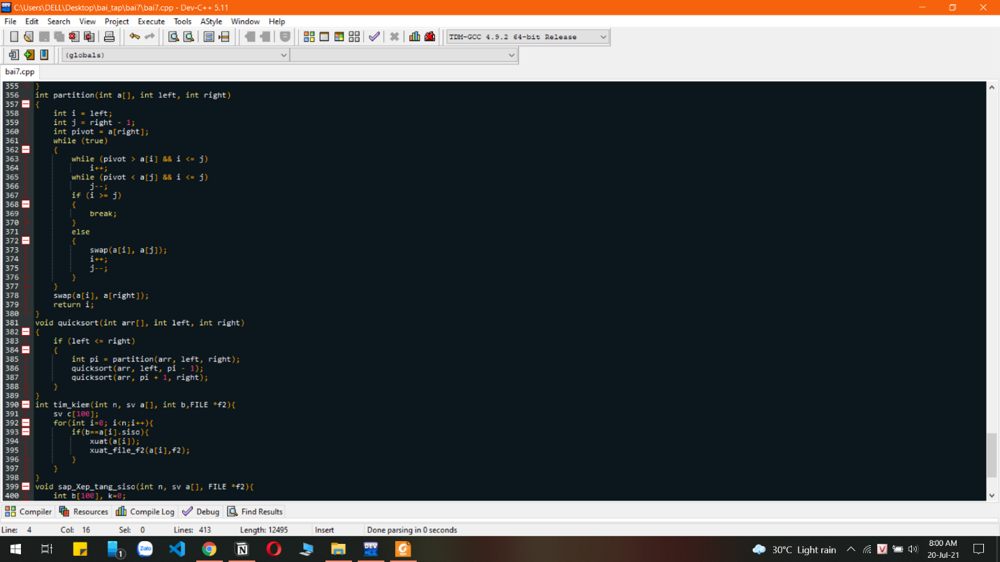 C:\Users\DELL\Desktop\bai_tap\bai7\bai7.cpp - Dev-C++ 5.11
File Edit Search View Project Execute Tools AStyle Window Help
TDM-GCC 4.9.2 64-bit Release
(globals)
bai7.cpp
355 }
356 int partition(int a[], int left, int right)
357 {
358 int i = left;
359 int j = right - 1;
360 int pivot = a[right];
361 while (true)
362 {
363 while (pivot > a[i] && i <= j)
364 i++;
365 while (pivot < a[j] && i <= j)
366 j--;
367 if (i >= j)
368 {
369 break;
370 }
371 else
372 {
373 swap(a[i], a[j]);
374 i++;
375 j--;
376 }
377 }
378 swap(a[i], a[right]);
379 return i;
380 }
381 void quicksort(int arr[], int left, int right)
382 {
383 if (left <= right)
384 {
385 int pi = partition(arr, left, right);
386 quicksort(arr, left, pi - 1);
387 quicksort(arr, pi + 1, right);
388 }
389 }
390 int tim_kiem(int n, sv a[], int b,FILE *f2){
391 sv c[100];
392 for(int i=0; i<n;i++){
393 if(b==a[i].siso){
394 xuat(a[i]);
395 xuat_file_f2(a[i],f2);
396 }
397 }
398 }
399 void sap_Xep_tang_siso(int n, sv a[], FILE *f2){
400 int b[100], k=0;
Compiler Resources Compile Log Debug Find Results
Line: 4 Col: 16 Sel: 0 Lines: 413 Length: 12495 Insert Done parsing in 0 seconds
1 Zalo DEV PDF 30°C Light rain V 8:00 AM
20-Jul-21